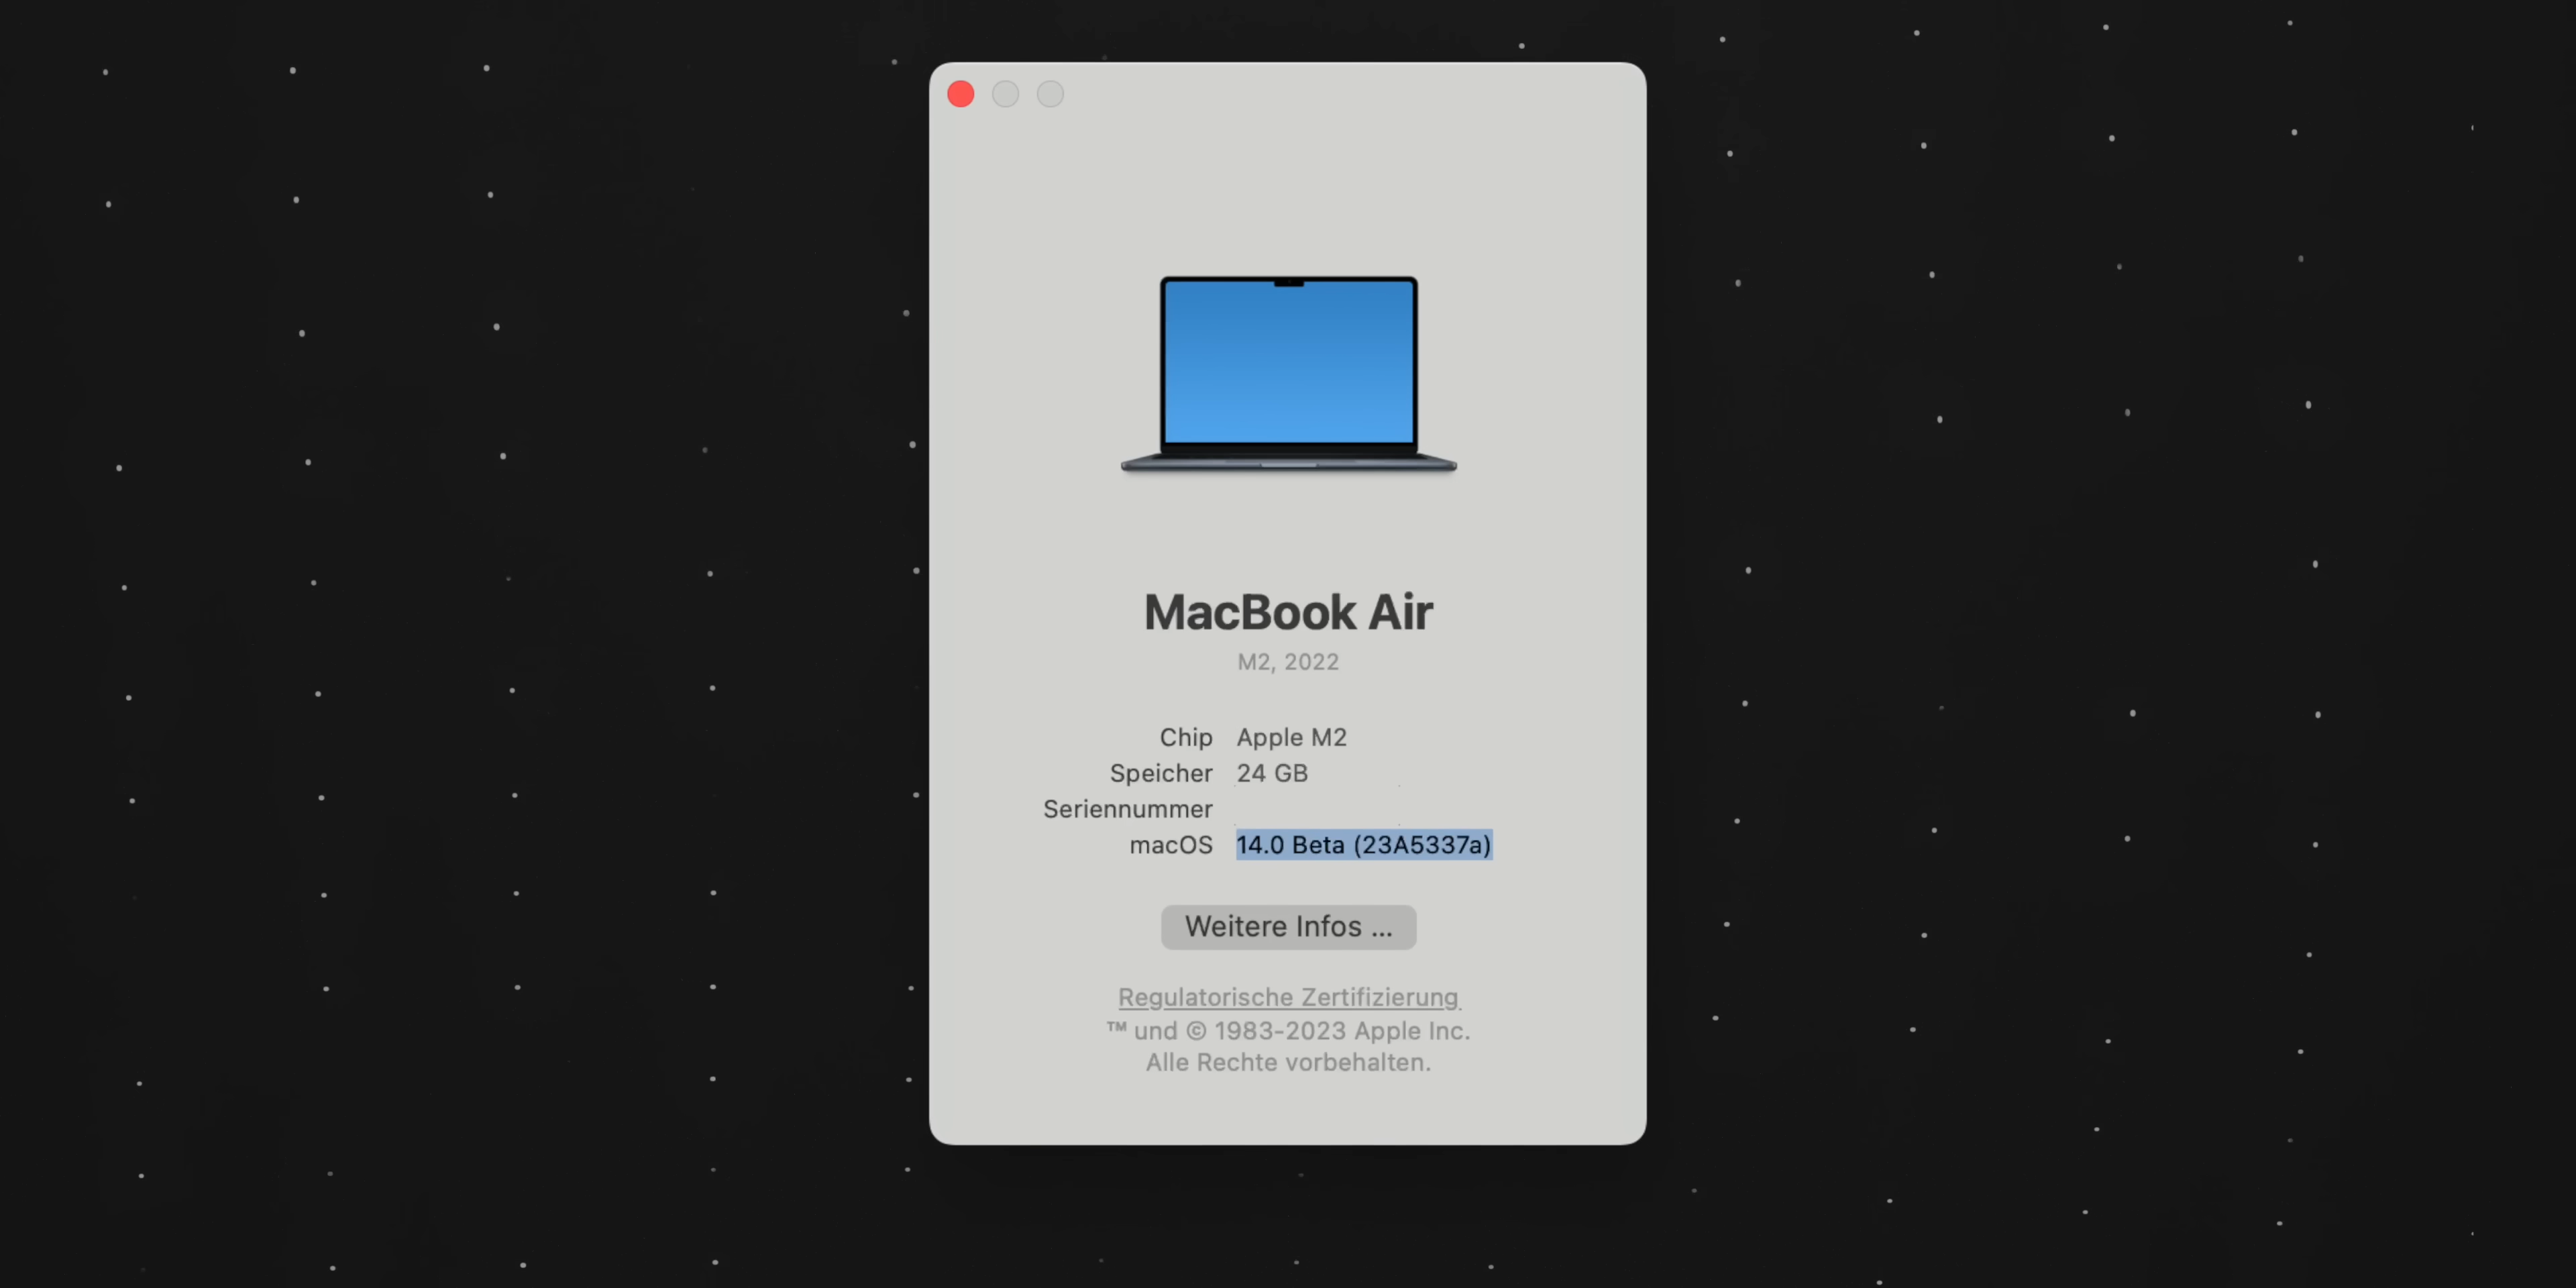 MacBook Air
M2, 2022
Chip Apple M2
Speicher 24 GB
Seriennummer
macOS 14.0 Beta (23A5337a)
Weitere Infos ...
Regulatorische Zertifizierung
™ und © 1983-2023 Apple Inc.
Alle Rechte vorbehalten.